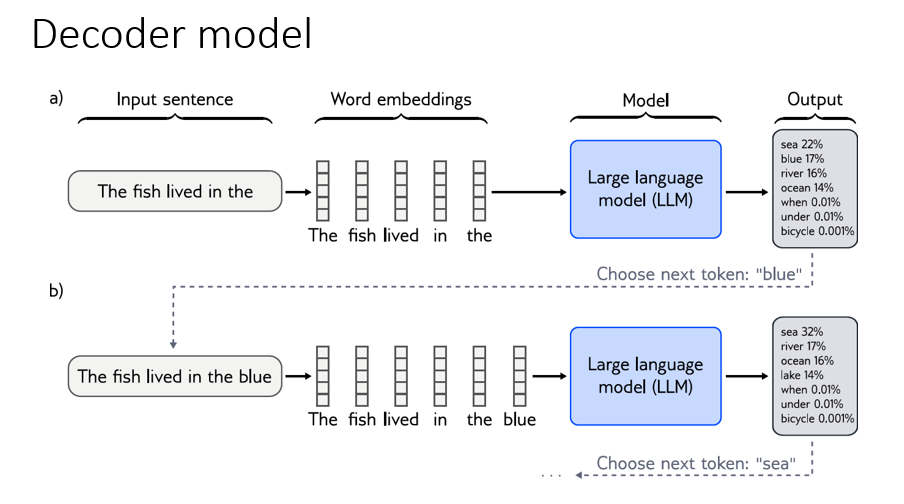 Decoder model
a)
Input sentence
Word embeddings
Model
Output
The fish lived in the
The fish lived in the
Large language
model (LLM)
sea 22%
blue 17%
river 16%
ocean 14%
when 0.01%
under 0.01%
bicycle 0.001%
Choose next token: "blue"
b)
The fish lived in the blue
The fish lived in the blue
Large language
model (LLM)
sea 32%
river 17%
ocean 16%
lake 14%
when 0.01%
under 0.01%
bicycle 0.001%
Choose next token: "sea"
...